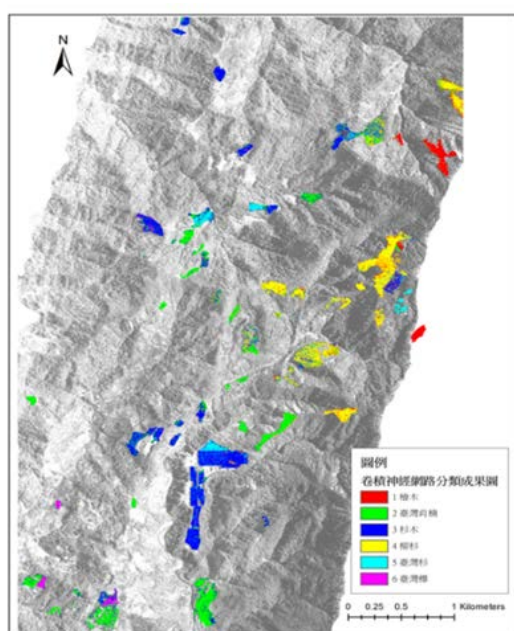 N
圖例
卷積神經網路分類成果圖
1 檜木
2 臺灣肖楠
3 杉木
4 柳杉
5 臺灣杉
6 臺灣櫸
0 0.25 0.5 1 Kilometers